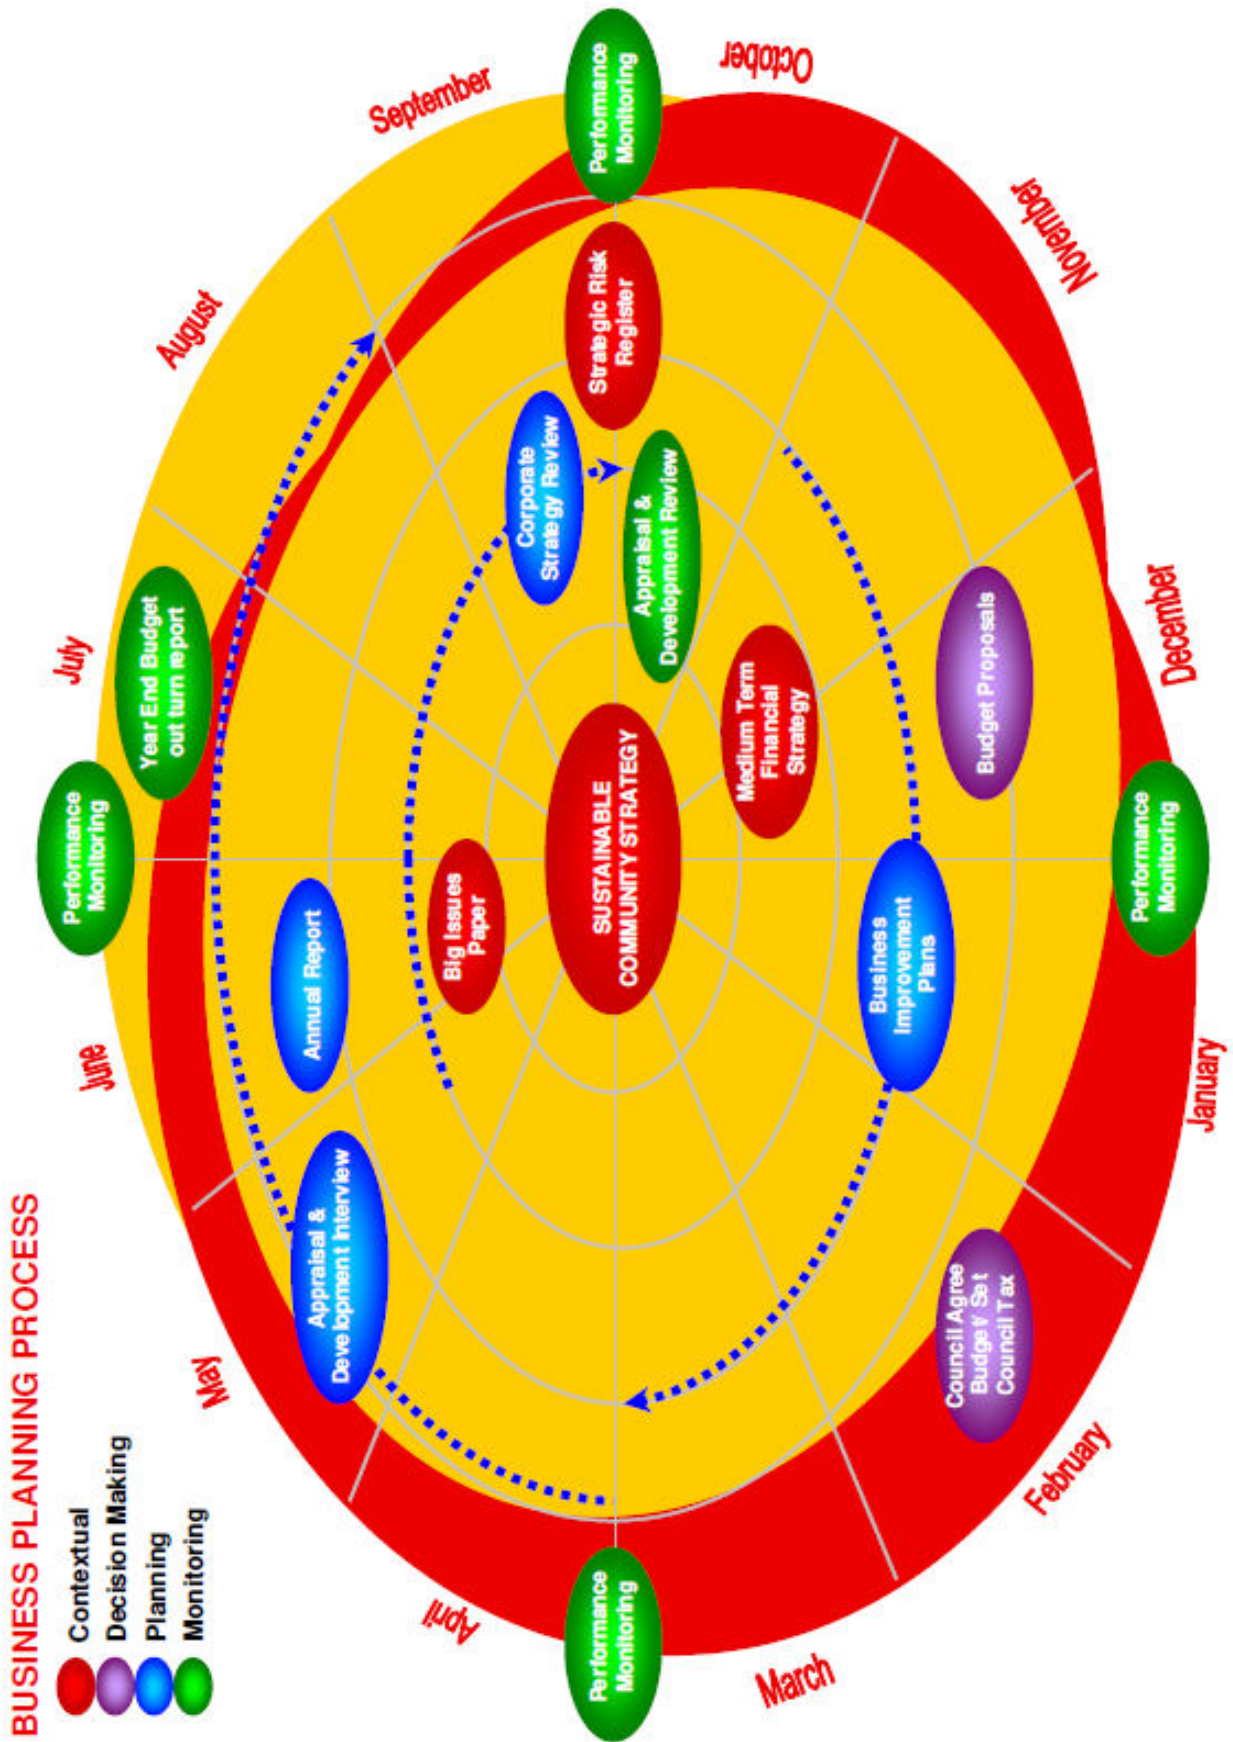 BUSINESS PLANNING PROCESS
Contextual
Decision Making
Planning
Monitoring
April
May
June
July
August
September
October
November
December
January
February
March
Performance
Monitoring
Year End Budget
out turn report
Performance
Monitoring
Annual Report
Appraisal &
Development Interview
Big Issues
Paper
Corporate
Strategy Review
Strategic Risk
Register
Performance
Monitoring
Performance
Monitoring
SUSTAINABLE
COMMUNITY STRATEGY
Appraisal &
Development Review
Medium Term
Financial
Strategy
Business
Improvement
Plans
Budget Proposals
Council Agree
Budget/ Set
Council Tax
Performance
Monitoring